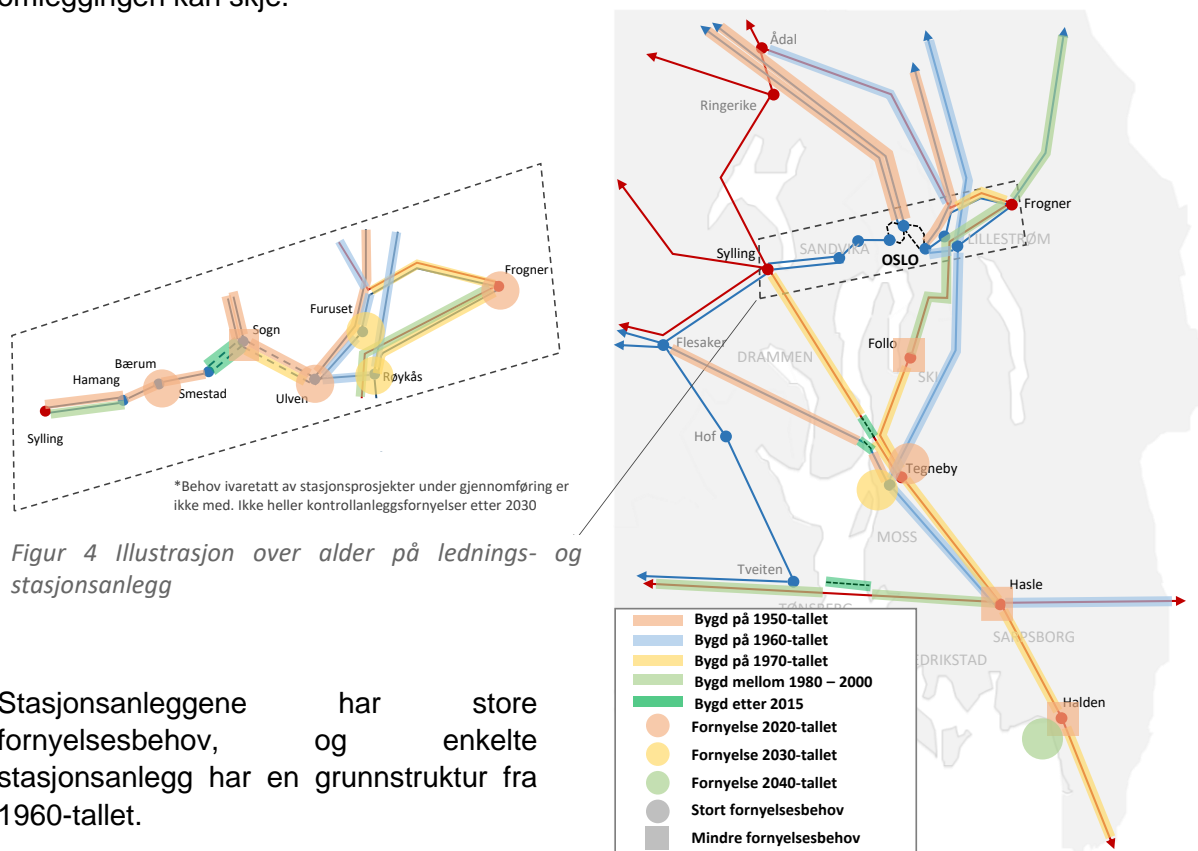 omleggingen kan skje.
Ådal
Ringerike
Frogner
SANDVIKA
LILLESTRØM
OSLO
Sylling
Flesaker
DRAMMEN
Follo
SKI
Hof
Tegneby
MOSS
Tveiten
Hasle
TØNSBERG
SARPSBORG
EDRIKSTAD
Halden
Frogner
Furuset
Sogn
Bærum
Hamang
Smestad
Ulven
Røykås
Sylling
*Behov ivaretatt av stasjonsprosjekter under gjennomføring er
ikke med. Ikke heller kontrollanleggsfornyelser etter 2030
Figur 4 Illustrasjon over alder på lednings- og
stasjonsanlegg
Bygd på 1950-tallet
Bygd på 1960-tallet
Bygd på 1970-tallet
Bygd mellom 1980 – 2000
Bygd etter 2015
Fornyelse 2020-tallet
Fornyelse 2030-tallet
Fornyelse 2040-tallet
Stort fornyelsesbehov
Mindre fornyelsesbehov
Stasjonsanleggene har store
fornyelsesbehov, og enkelte
stasjonsanlegg har en grunnstruktur fra
1960-tallet.